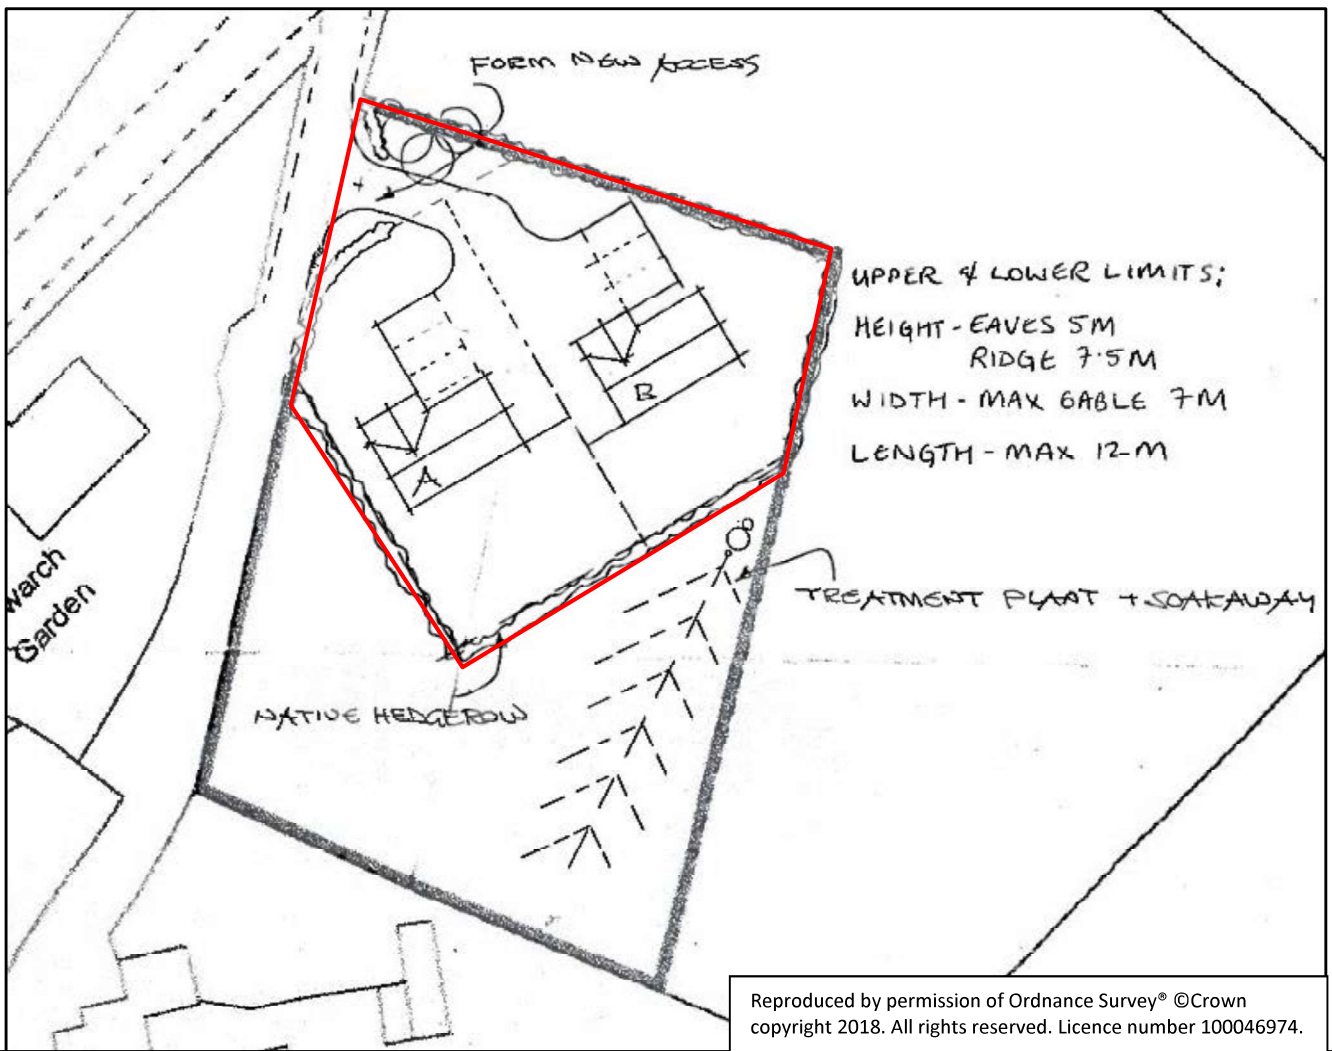 FORM NEW ACCESS
UPPER & LOWER LIMITS;
HEIGHT - EAVES 5M
RIDGE 7.5M
WIDTH - MAX GABLE 7M
LENGTH - MAX 12M
A
B
warch
Garden
TREATMENT PLANT + SOAKAWAY
NATIVE HEDGEROW
Reproduced by permission of Ordnance Survey® ©Crown
copyright 2018. All rights reserved. Licence number 100046974.